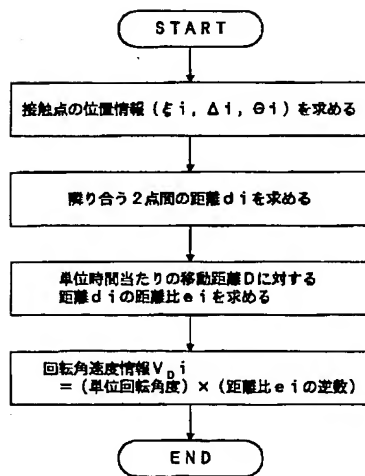 START
接触点の位置情報(ξi, Δi, Θi)を求める
隣り合う2点間の距離diを求める
単位時間当たりの移動距離Dに対する
距離diの距離比eiを求める
回転角速度情報V_D i
=(単位回転角度)×(距離比eiの逆数)
END